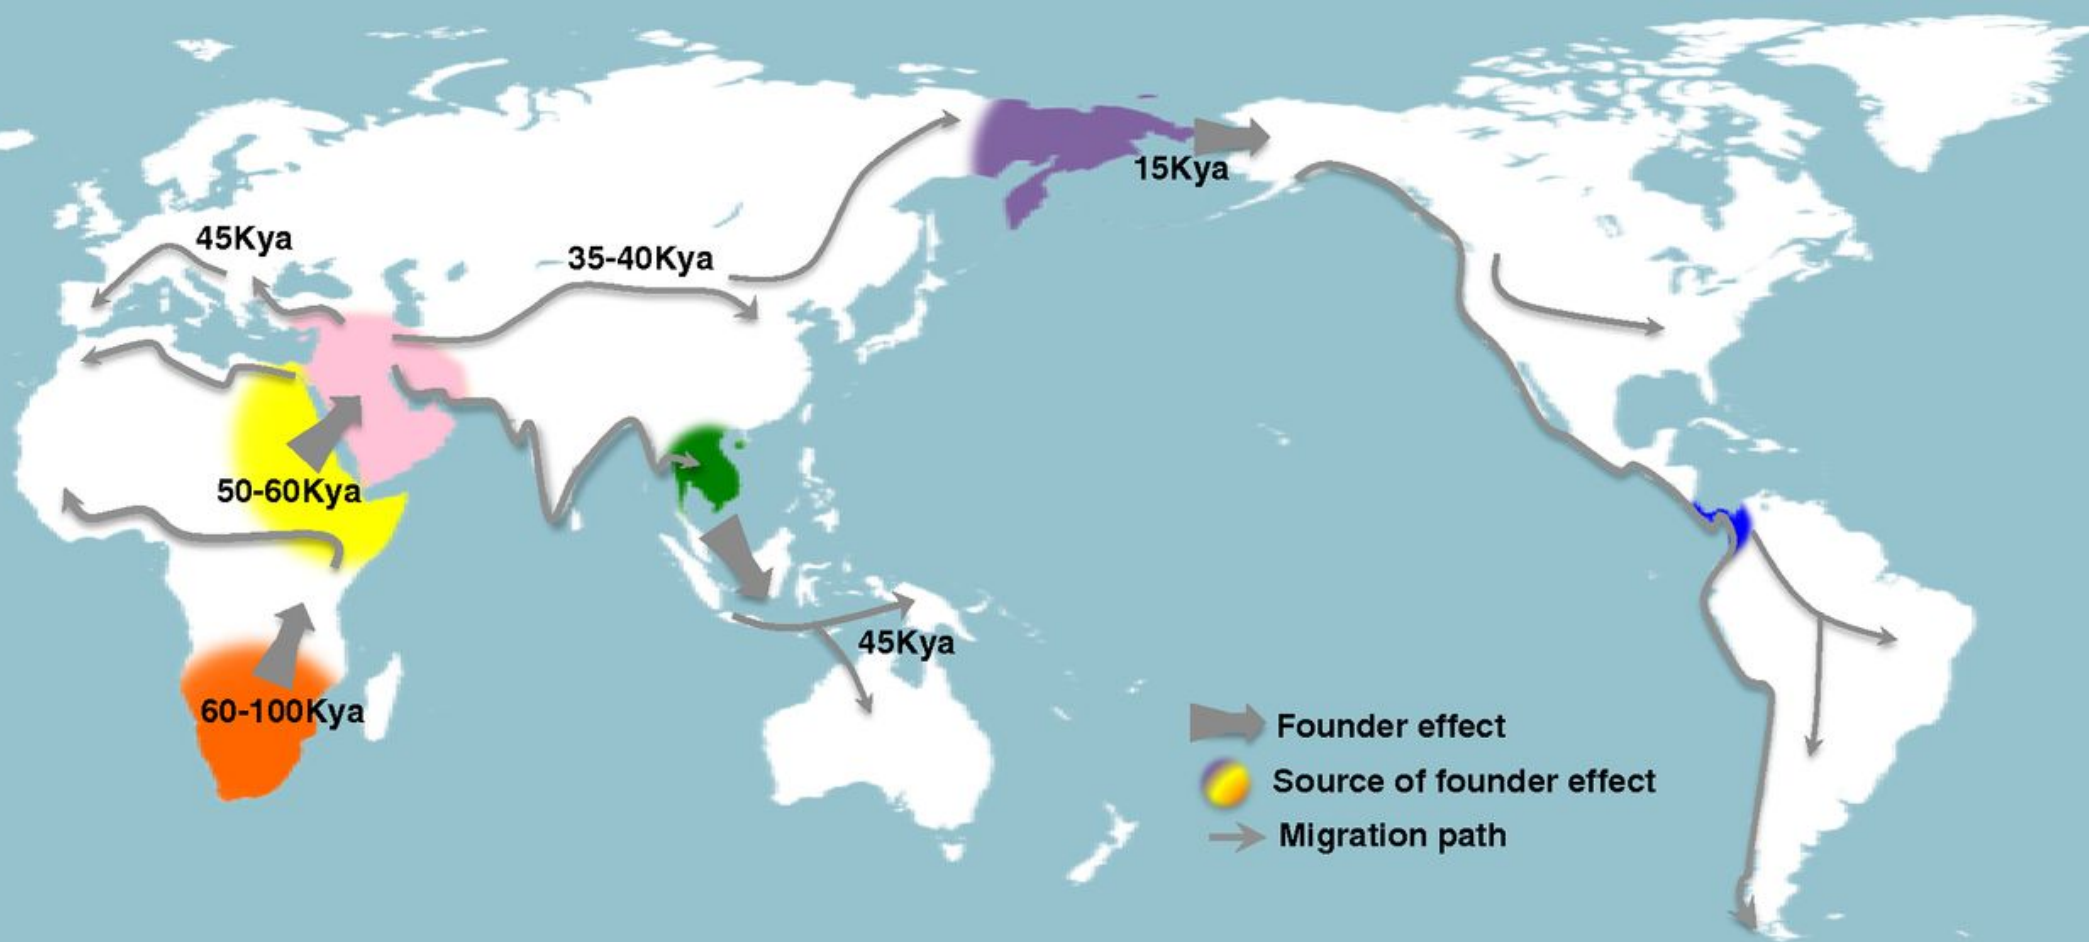 15Kya
45Kya
35-40Kya
50-60Kya
45Kya
60-100Kya
Founder effect
Source of founder effect
Migration path